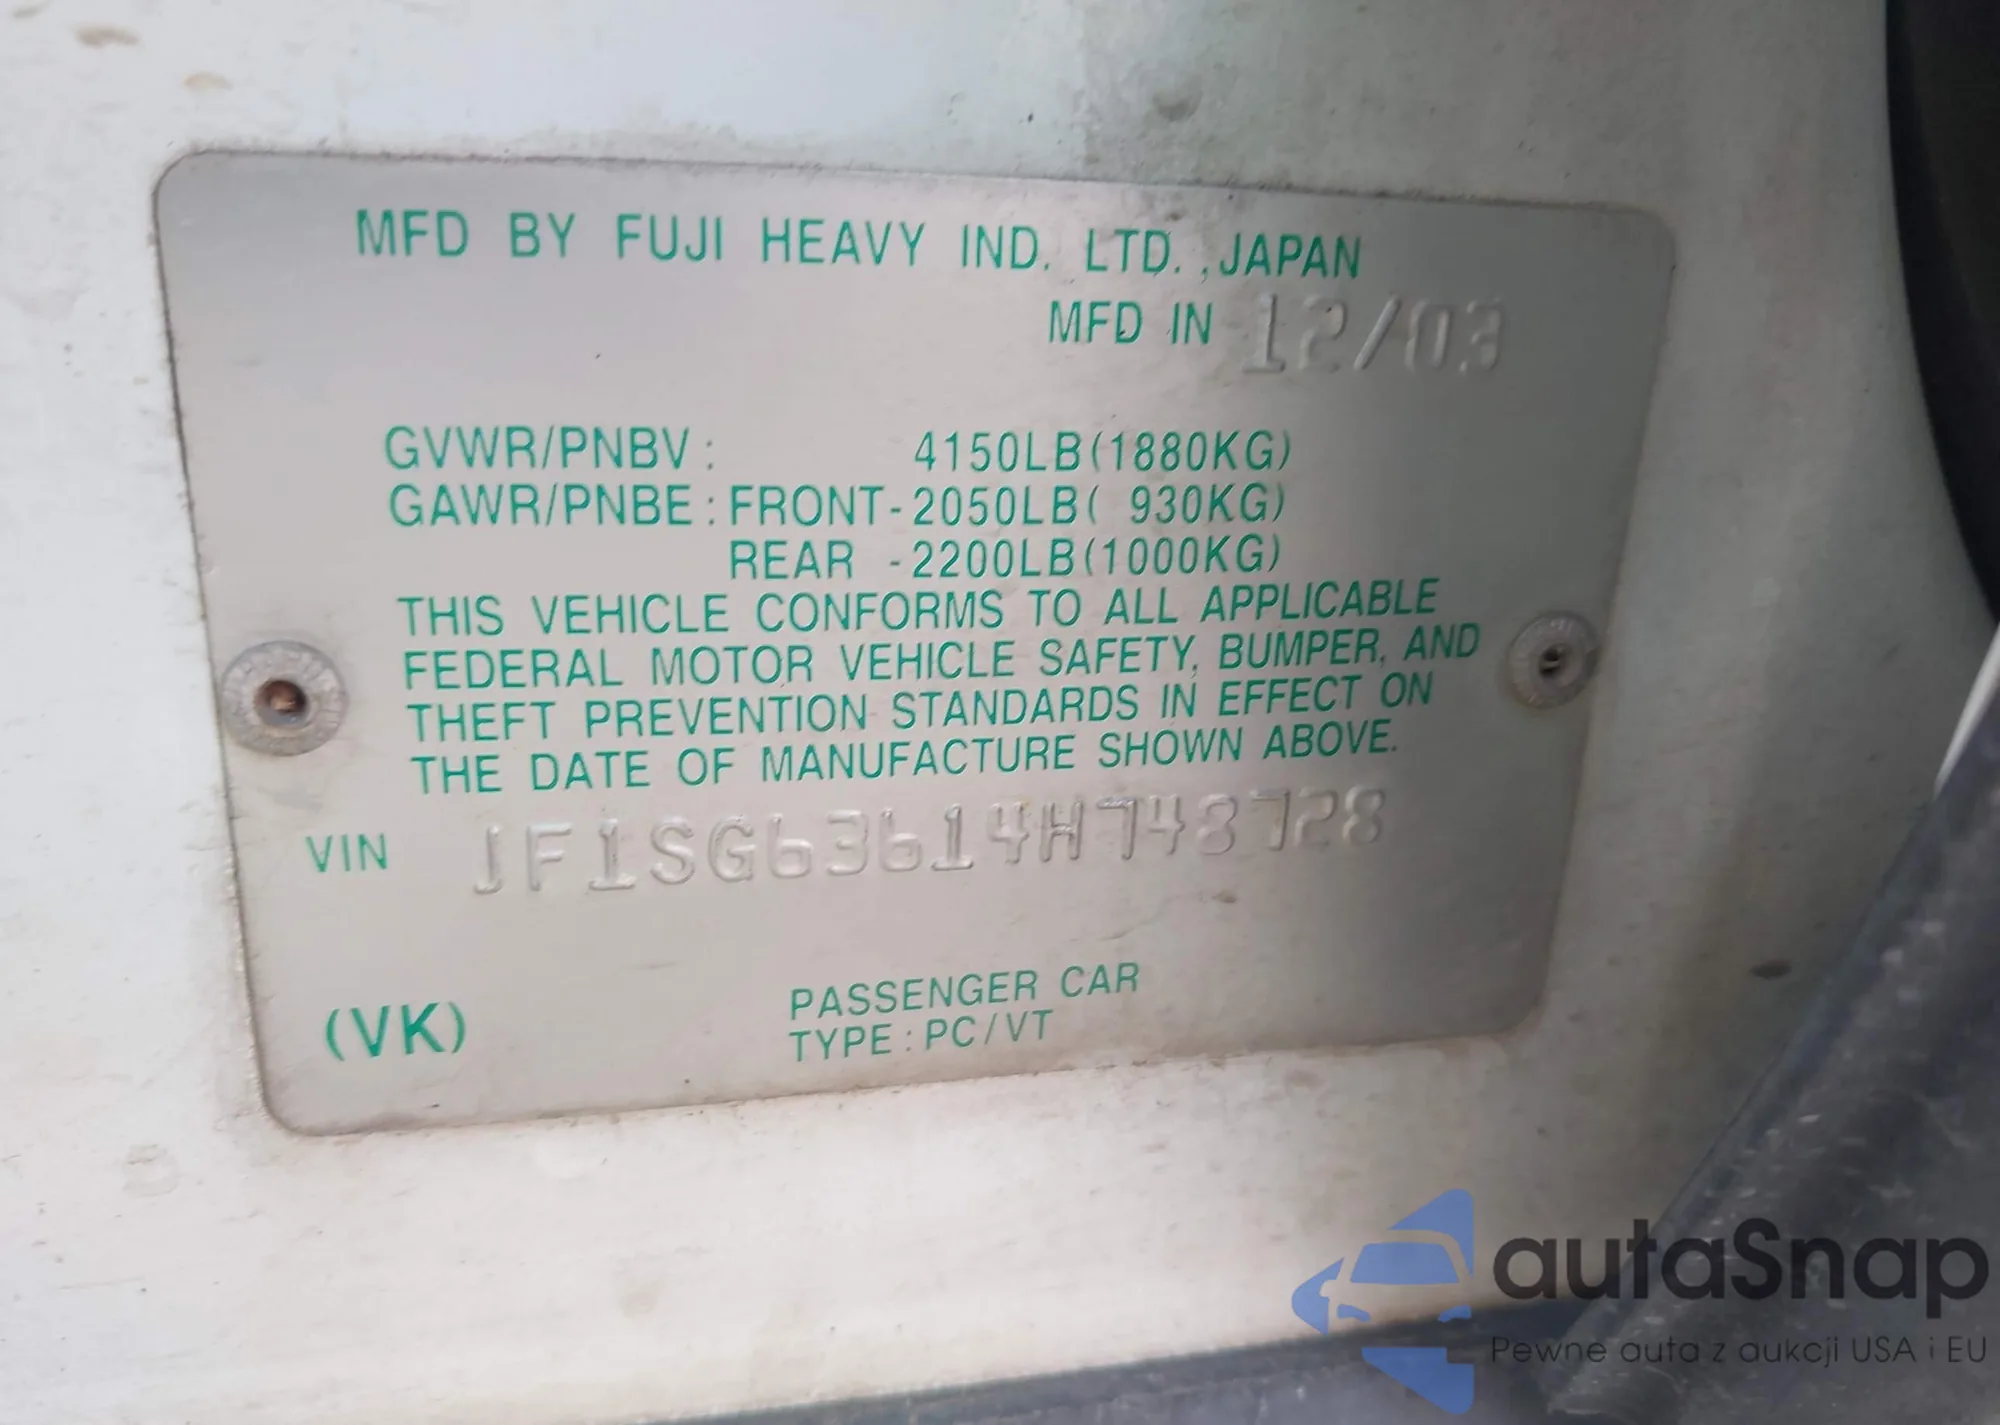 MFD BY FUJI HEAVY IND. LTD., JAPAN
MFD IN 12/03
GVWR/PNBV: 4150LB(1880KG)
GAWR/PNBE: FRONT-2050LB( 930KG)
REAR -2200LB(1000KG)
THIS VEHICLE CONFORMS TO ALL APPLICABLE
FEDERAL MOTOR VEHICLE SAFETY, BUMPER, AND
THEFT PREVENTION STANDARDS IN EFFECT ON
THE DATE OF MANUFACTURE SHOWN ABOVE.
VIN JF1SG63614H748728
(VK)
PASSENGER CAR
TYPE: PC/VT
autaSnap
Pewne auta z aukcji USA i EU